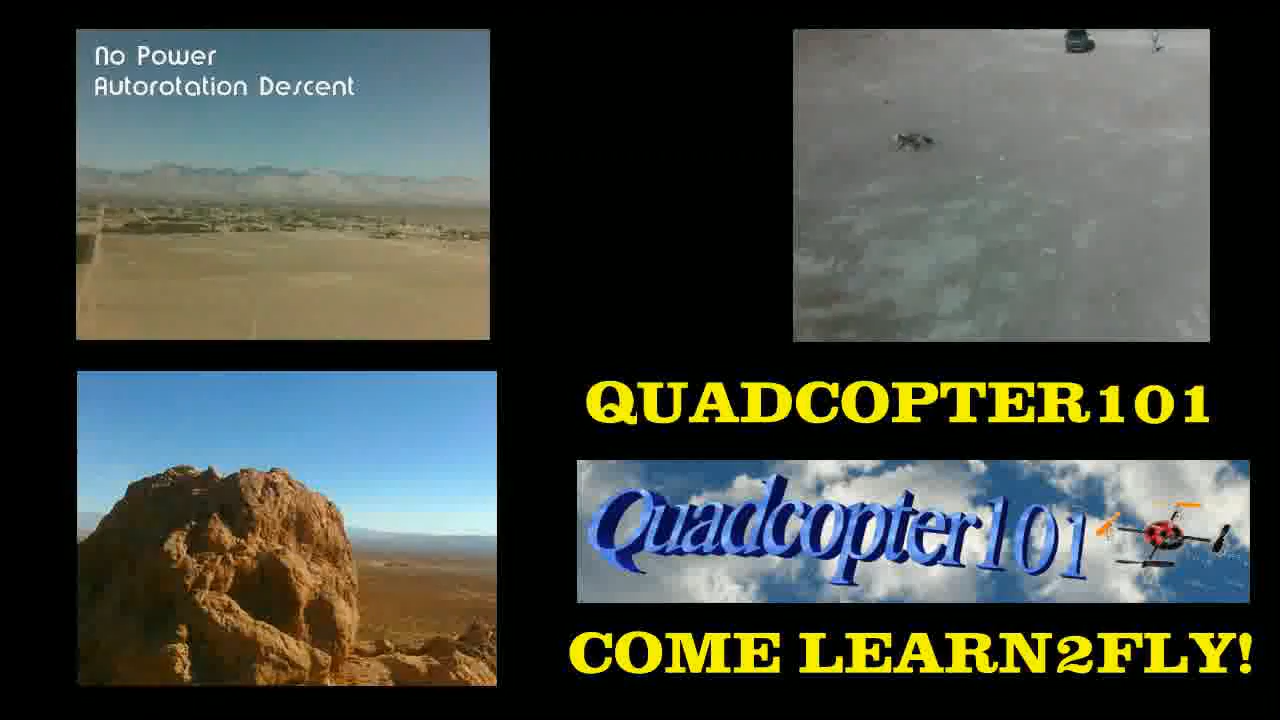 No Power
Autorotation Descent
QUADCOPTER101
Quadcopter101
COME LEARN2FLY!